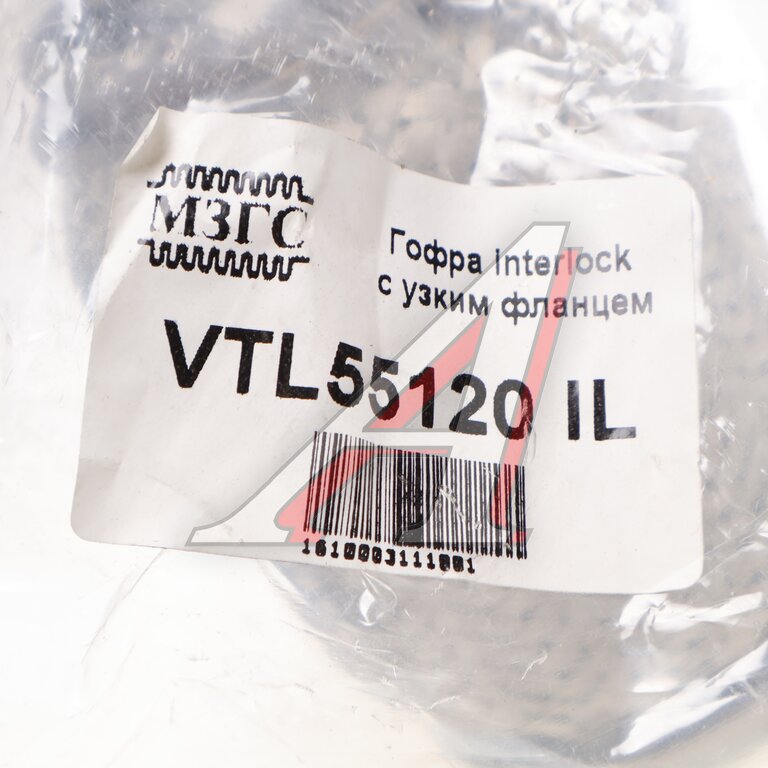 МЗГС
Гофра interlock
с узким фланцем
VTL55120 IL
1610003111001